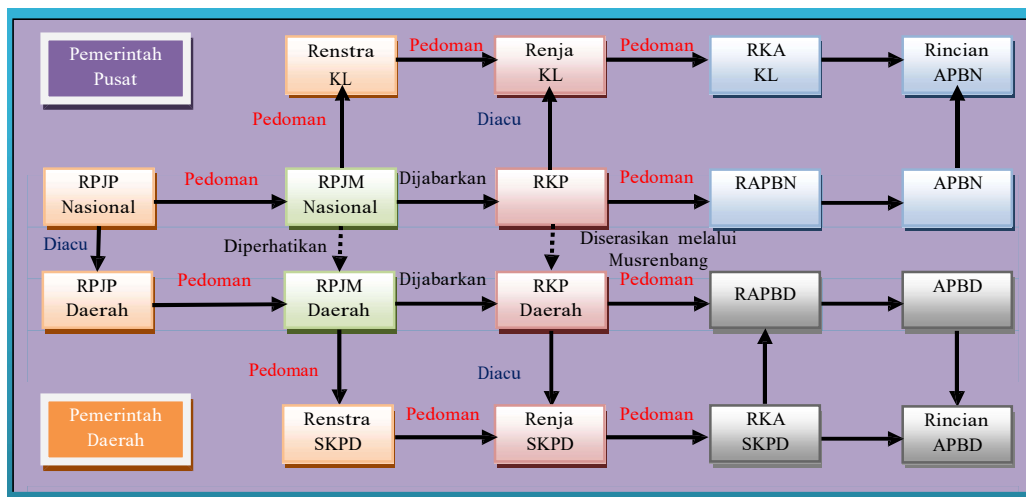 Pemerintah
Pusat
Renstra
KL
Pedoman
Renja
KL
Pedoman
RKA
KL
Rincian
APBN
Pedoman
Diacu
RPJP
Nasional
Pedoman
RPJM
Nasional
Dijabarkan
RKP
Pedoman
RAPBN
APBN
Diacu
Diperhatikan
Diserasikan melalui
Musrenbang
RPJP
Daerah
Pedoman
RPJM
Daerah
Dijabarkan
RKP
Daerah
Pedoman
RAPBD
APBD
Pedoman
Diacu
Pemerintah
Daerah
Renstra
SKPD
Pedoman
Renja
SKPD
Pedoman
RKA
SKPD
Rincian
APBD